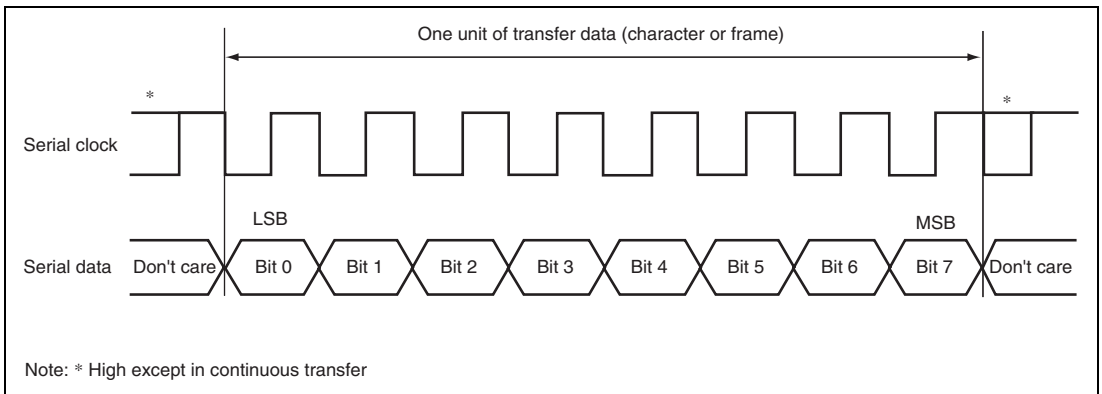 One unit of transfer data (character or frame)
* *
Serial clock
LSB MSB
Serial data Don't care Bit 0 Bit 1 Bit 2 Bit 3 Bit 4 Bit 5 Bit 6 Bit 7 Don't care
Note: * High except in continuous transfer